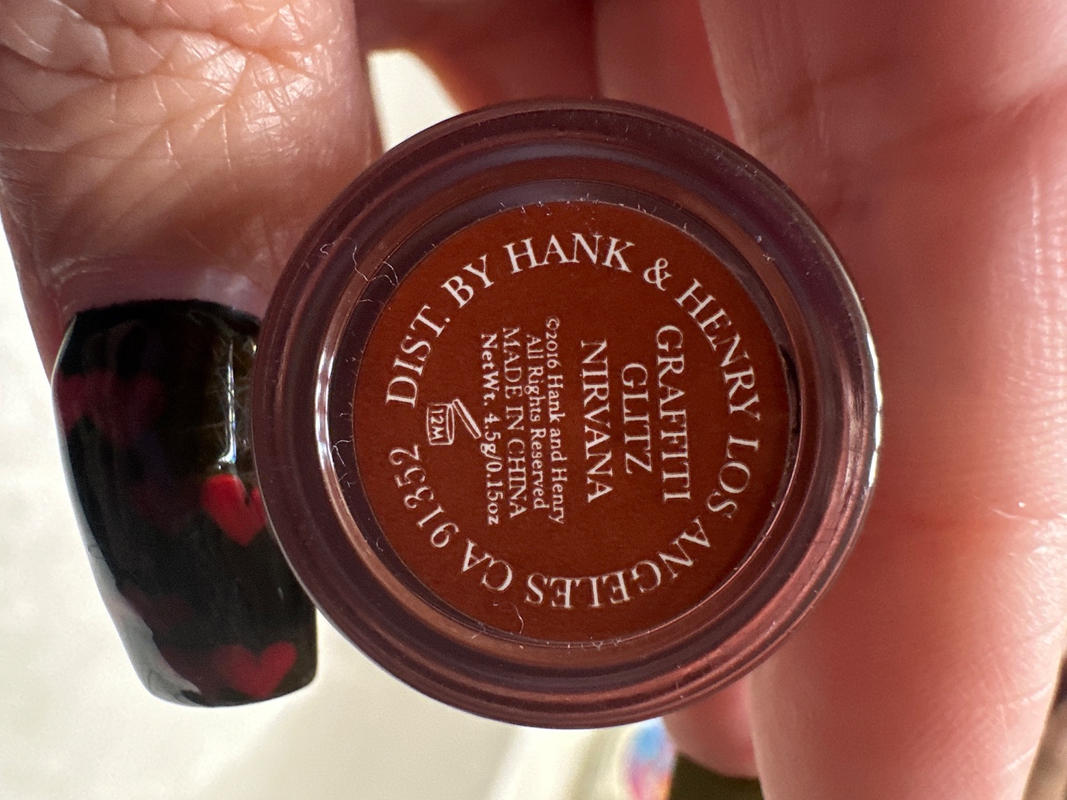 DIST. BY HANK & HENRY LOS ANGELES CA 91352
GRAFFITI
GLITZ
NIRVANA
©2016 Hank and Henry
All Rights Reserved
MADE IN CHINA
NetWt. 4.5g/0.15oz
12M